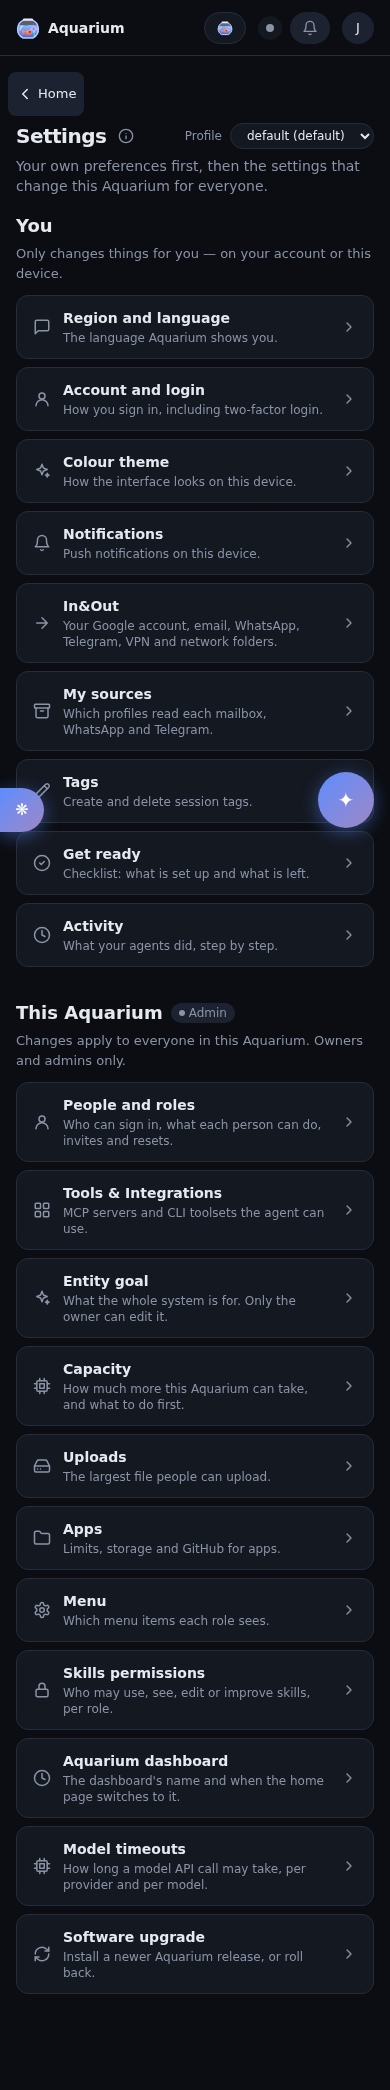 Aquarium
J
Home
Settings
Profile
default (default)
Your own preferences first, then the settings that
change this Aquarium for everyone.
You
Only changes things for you — on your account or this
device.
Region and language
The language Aquarium shows you.
Account and login
How you sign in, including two-factor login.
Colour theme
How the interface looks on this device.
Notifications
Push notifications on this device.
In&Out
Your Google account, email, WhatsApp,
Telegram, VPN and network folders.
My sources
Which profiles read each mailbox,
WhatsApp and Telegram.
Tags
Create and delete session tags.
Get ready
Checklist: what is set up and what is left.
Activity
What your agents did, step by step.
This Aquarium
Admin
Changes apply to everyone in this Aquarium. Owners
and admins only.
People and roles
Who can sign in, what each person can do,
invites and resets.
Tools & Integrations
MCP servers and CLI toolsets the agent can
use.
Entity goal
What the whole system is for. Only the
owner can edit it.
Capacity
How much more this Aquarium can take,
and what to do first.
Uploads
The largest file people can upload.
Apps
Limits, storage and GitHub for apps.
Menu
Which menu items each role sees.
Skills permissions
Who may use, see, edit or improve skills,
per role.
Aquarium dashboard
The dashboard's name and when the home
page switches to it.
Model timeouts
How long a model API call may take, per
provider and per model.
Software upgrade
Install a newer Aquarium release, or roll
back.